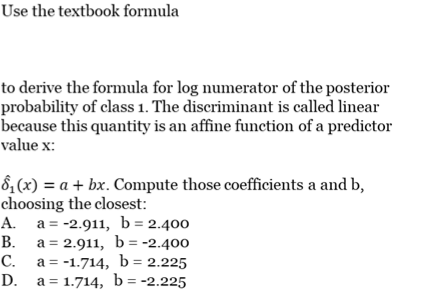 Use the textbook formula
to derive the formula for log numerator of the posterior
probability of class 1. The discriminant is called linear
because this quantity is an affine function of a predictor
value x:
δ̂₁(x) = a + bx. Compute those coefficients a and b,
choosing the closest:
A. a = -2.911, b = 2.400
B. a = 2.911, b = -2.400
C. a = -1.714, b = 2.225
D. a = 1.714, b = -2.225